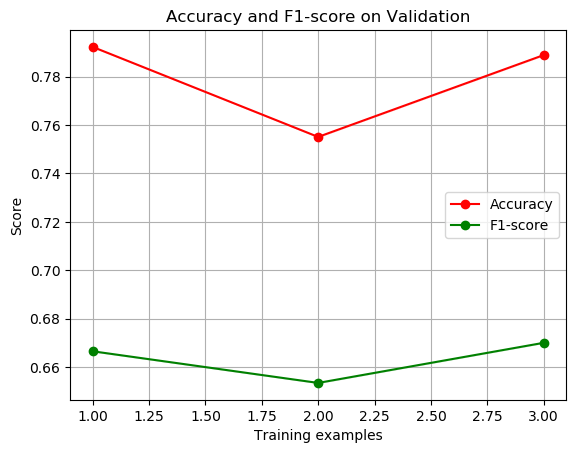 Accuracy and F1-score on Validation
0.78
0.76
0.74
0.72
0.70
0.68
0.66
Score
Accuracy
F1-score
1.00 1.25 1.50 1.75 2.00 2.25 2.50 2.75 3.00
Training examples